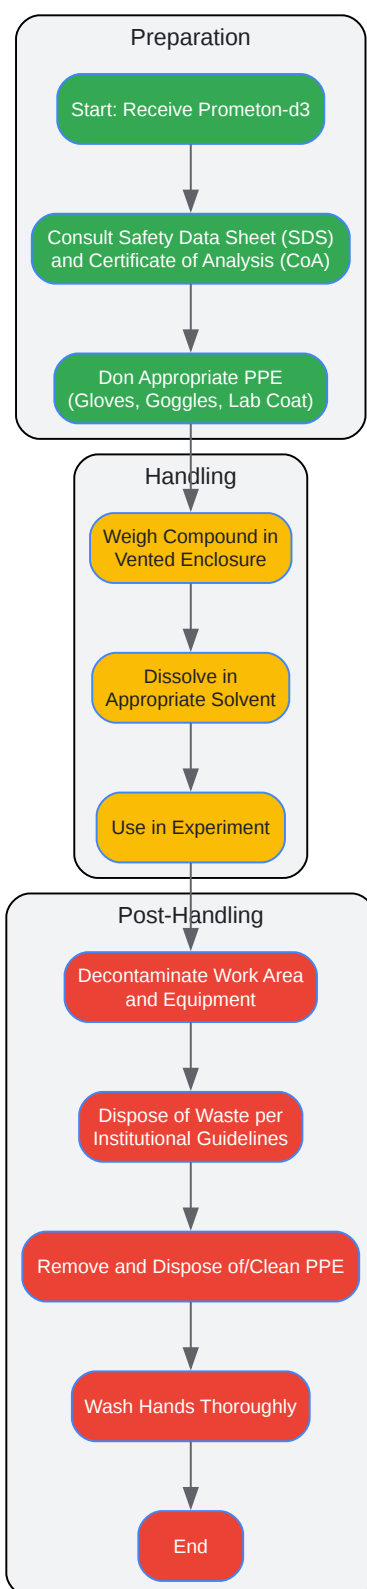 Preparation
Start: Receive Prometon-d3
Consult Safety Data Sheet (SDS)
and Certificate of Analysis (CoA)
Don Appropriate PPE
(Gloves, Goggles, Lab Coat)
Handling
Weigh Compound in
Vented Enclosure
Dissolve in
Appropriate Solvent
Use in Experiment
Post-Handling
Decontaminate Work Area
and Equipment
Dispose of Waste per
Institutional Guidelines
Remove and Dispose of/Clean PPE
Wash Hands Thoroughly
End